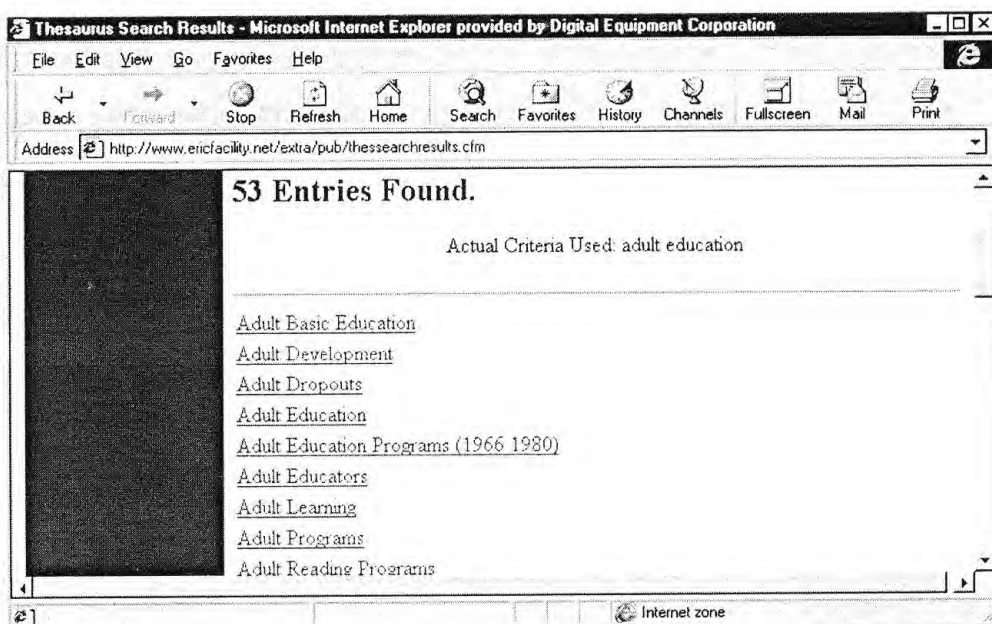 Thesaurus Search Results - Microsoft Internet Explorer provided by Digital Equipment Corporation
File Edit View Go Favorites Help
Back Forward Stop Refresh Home Search Favorites History Channels Fullscreen Mail Print
Address http://www.ericfacility.net/extra/pub/thessearchresults.cfm
53 Entries Found.
Actual Criteria Used: adult education
Adult Basic Education
Adult Development
Adult Dropouts
Adult Education
Adult Education Programs (1966 1980)
Adult Educators
Adult Learning
Adult Programs
Adult Reading Programs
Internet zone